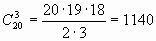 C³₂₀ = 20·19·18 / 2·3 = 1140